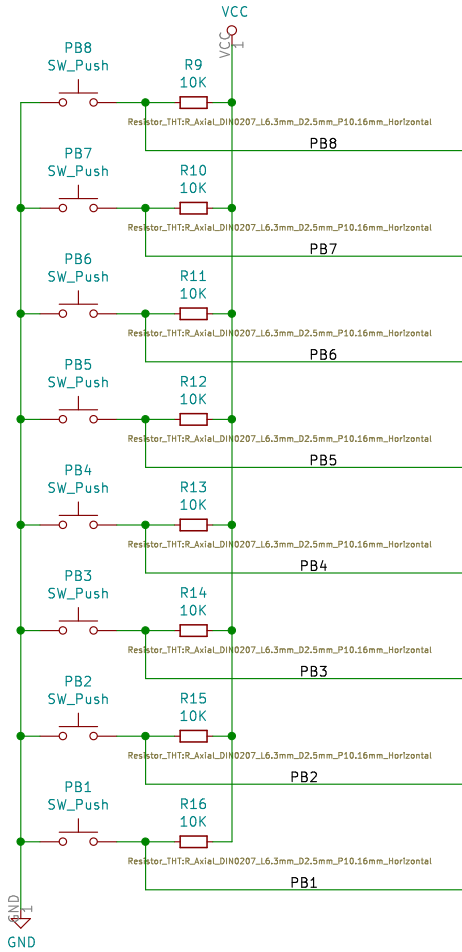 VCC
VCC
1
PB8
SW_Push
R9
10K
Resistor_THT:R_Axial_DIN0207_L6.3mm_D2.5mm_P10.16mm_Horizontal
PB8
PB7
SW_Push
R10
10K
Resistor_THT:R_Axial_DIN0207_L6.3mm_D2.5mm_P10.16mm_Horizontal
PB7
PB6
SW_Push
R11
10K
Resistor_THT:R_Axial_DIN0207_L6.3mm_D2.5mm_P10.16mm_Horizontal
PB6
PB5
SW_Push
R12
10K
Resistor_THT:R_Axial_DIN0207_L6.3mm_D2.5mm_P10.16mm_Horizontal
PB5
PB4
SW_Push
R13
10K
Resistor_THT:R_Axial_DIN0207_L6.3mm_D2.5mm_P10.16mm_Horizontal
PB4
PB3
SW_Push
R14
10K
Resistor_THT:R_Axial_DIN0207_L6.3mm_D2.5mm_P10.16mm_Horizontal
PB3
PB2
SW_Push
R15
10K
Resistor_THT:R_Axial_DIN0207_L6.3mm_D2.5mm_P10.16mm_Horizontal
PB2
PB1
SW_Push
R16
10K
Resistor_THT:R_Axial_DIN0207_L6.3mm_D2.5mm_P10.16mm_Horizontal
PB1
GND
1
GND